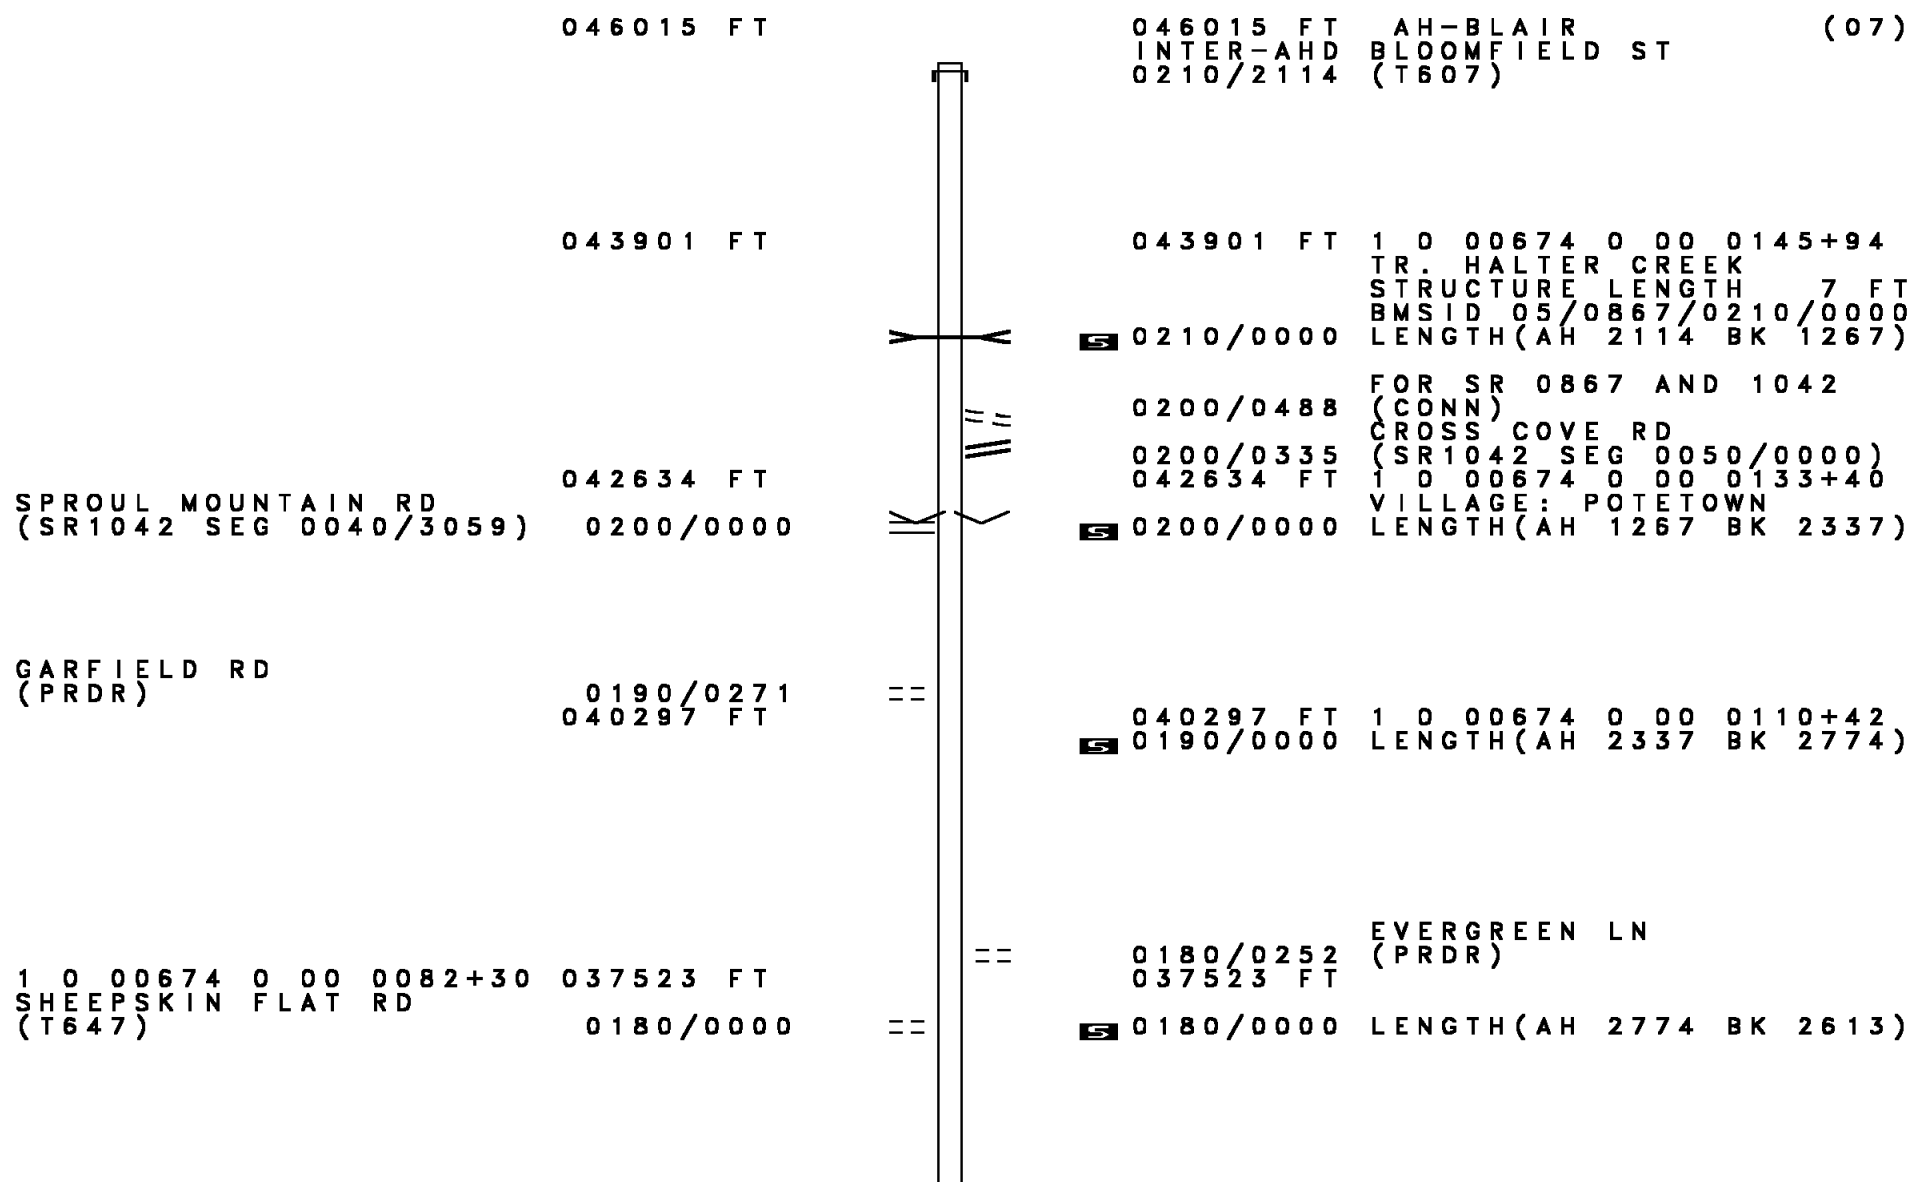 046015 FT 046015 FT AH-BLAIR (07)
INTER-AHD BLOOMFIELD ST
0210/2114 (T607)
043901 FT 043901 FT 1 0 00674 0 00 0145+94
TR. HALTER CREEK
STRUCTURE LENGTH 7 FT
BMSID 05/0867/0210/0000
S 0210/0000 LENGTH(AH 2114 BK 1267)
FOR SR 0867 AND 1042
0200/0488 (CONN)
CROSS COVE RD
0200/0335 (SR1042 SEG 0050/0000)
042634 FT 042634 FT 1 0 00674 0 00 0133+40
SPROUL MOUNTAIN RD VILLAGE: POTETOWN
(SR1042 SEG 0040/3059) 0200/0000 S 0200/0000 LENGTH(AH 1267 BK 2337)
GARFIELD RD
(PRDR) 0190/0271
040297 FT 040297 FT 1 0 00674 0 00 0110+42
S 0190/0000 LENGTH(AH 2337 BK 2774)
EVERGREEN LN
0180/0252 (PRDR)
1 0 00674 0 00 0082+30 037523 FT 037523 FT
SHEEPSKIN FLAT RD
(T647) 0180/0000 S 0180/0000 LENGTH(AH 2774 BK 2613)